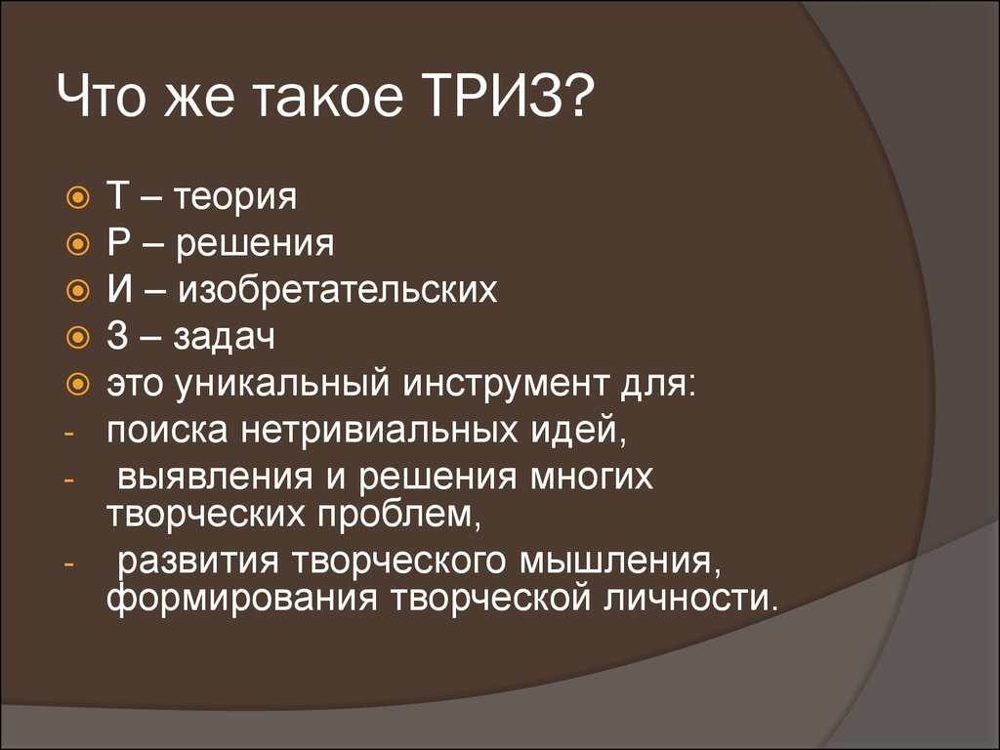 Что же такое ТРИЗ?
Т – теория
Р – решения
И – изобретательских
З – задач
это уникальный инструмент для:
- поиска нетривиальных идей,
- выявления и решения многих
творческих проблем,
- развития творческого мышления,
формирования творческой личности.